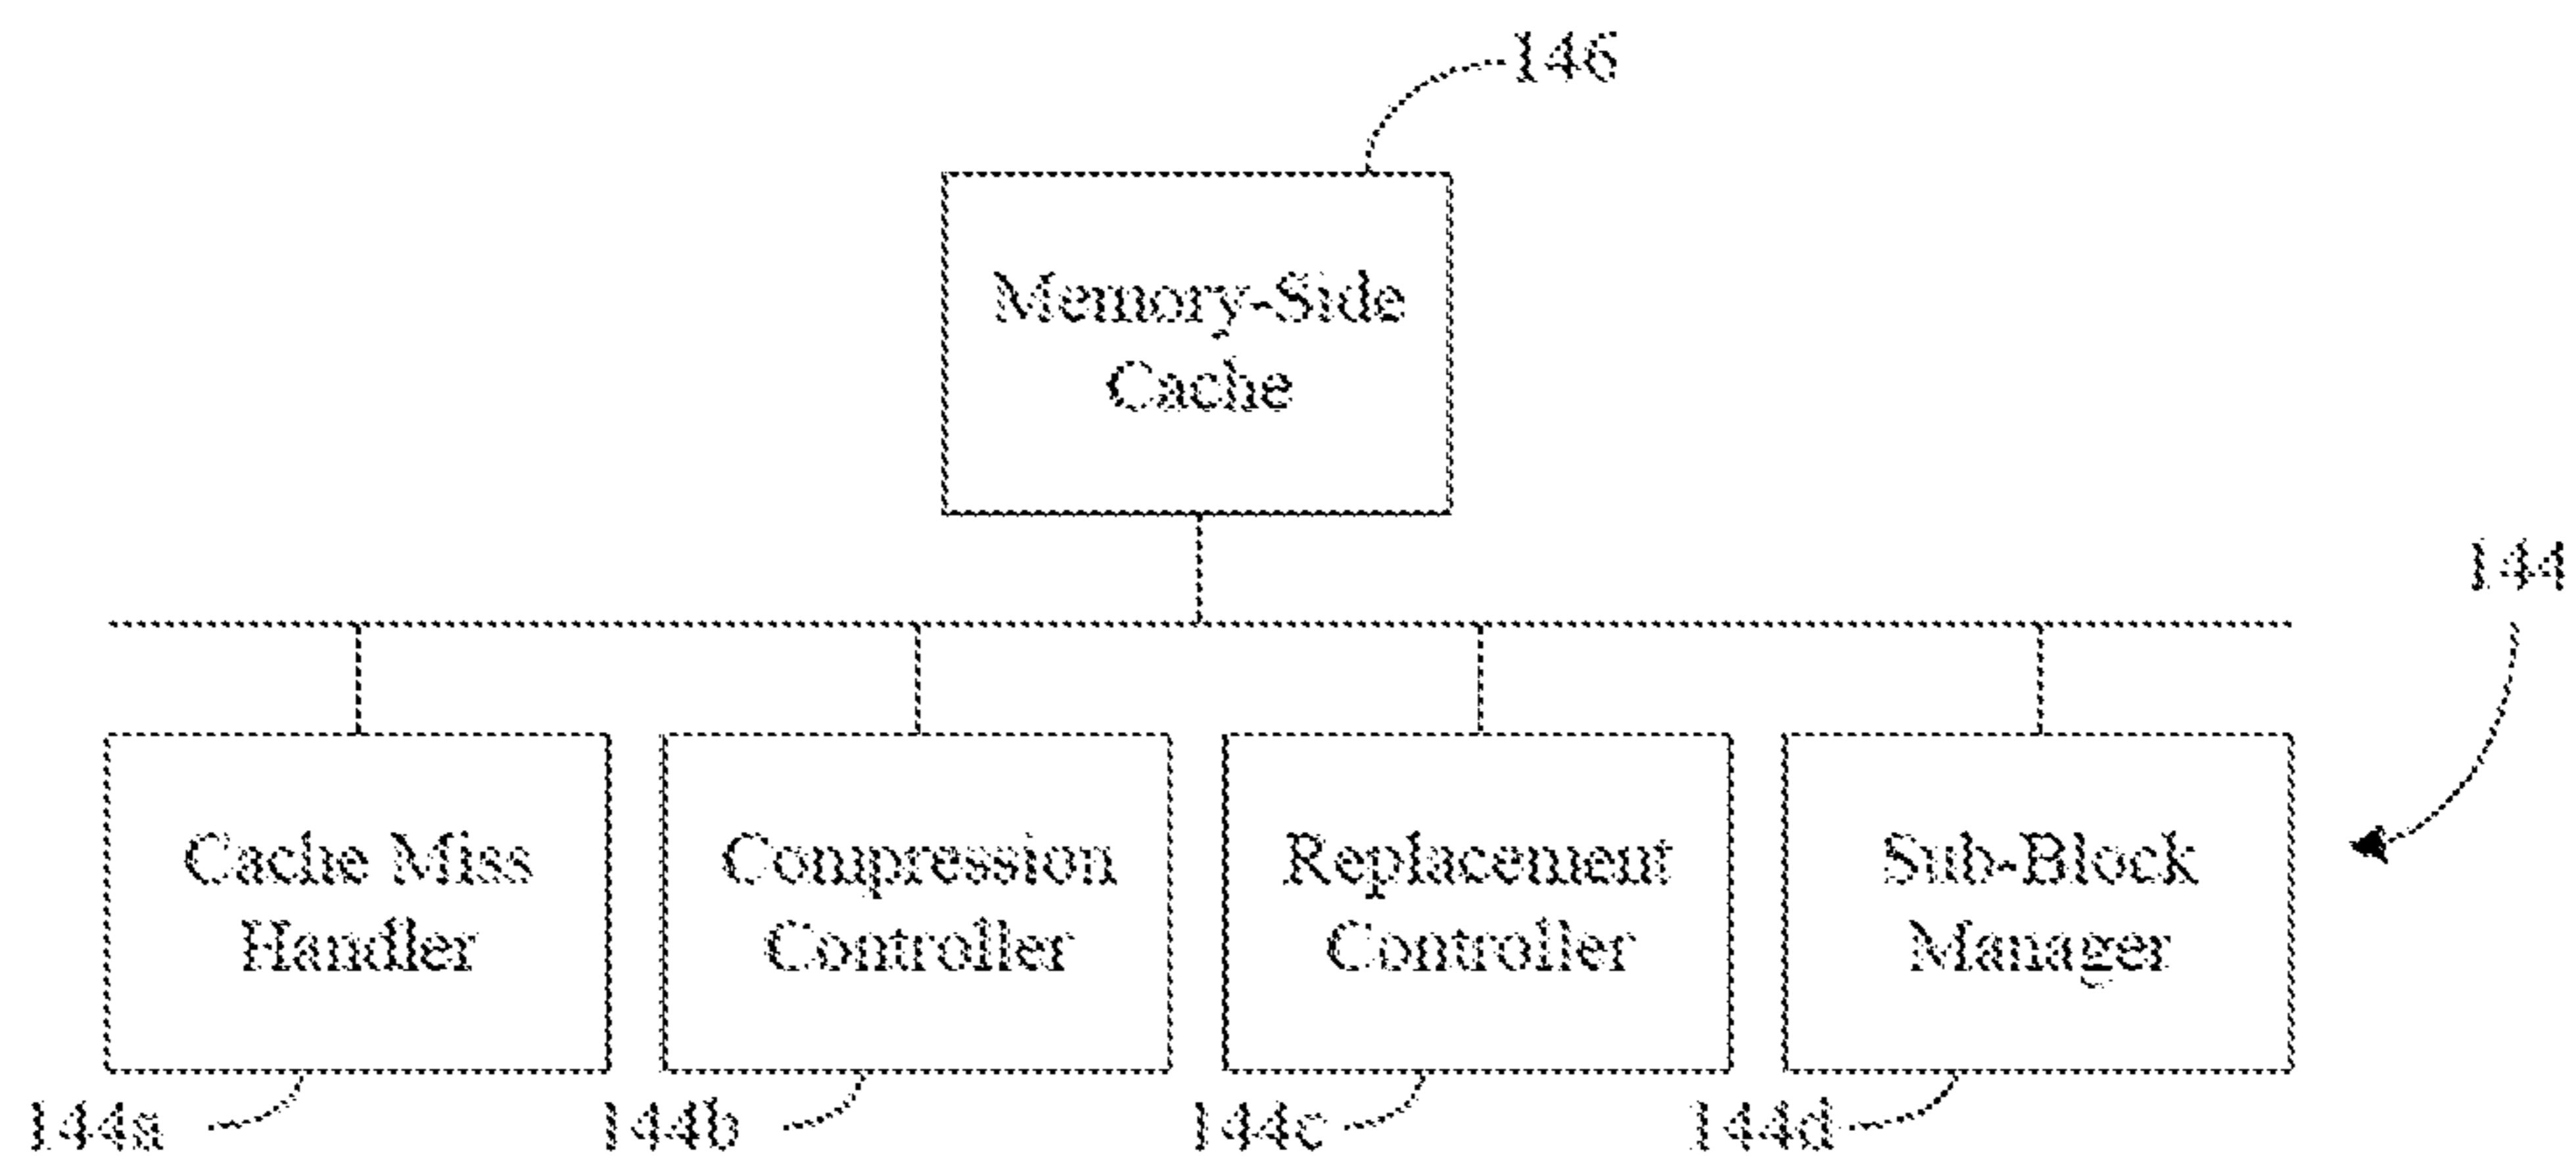 146
Memory-Side
Cache
144
Cache Miss
Handler
Compression
Controller
Replacement
Controller
Sub-Block
Manager
144a
144b
144c
144d